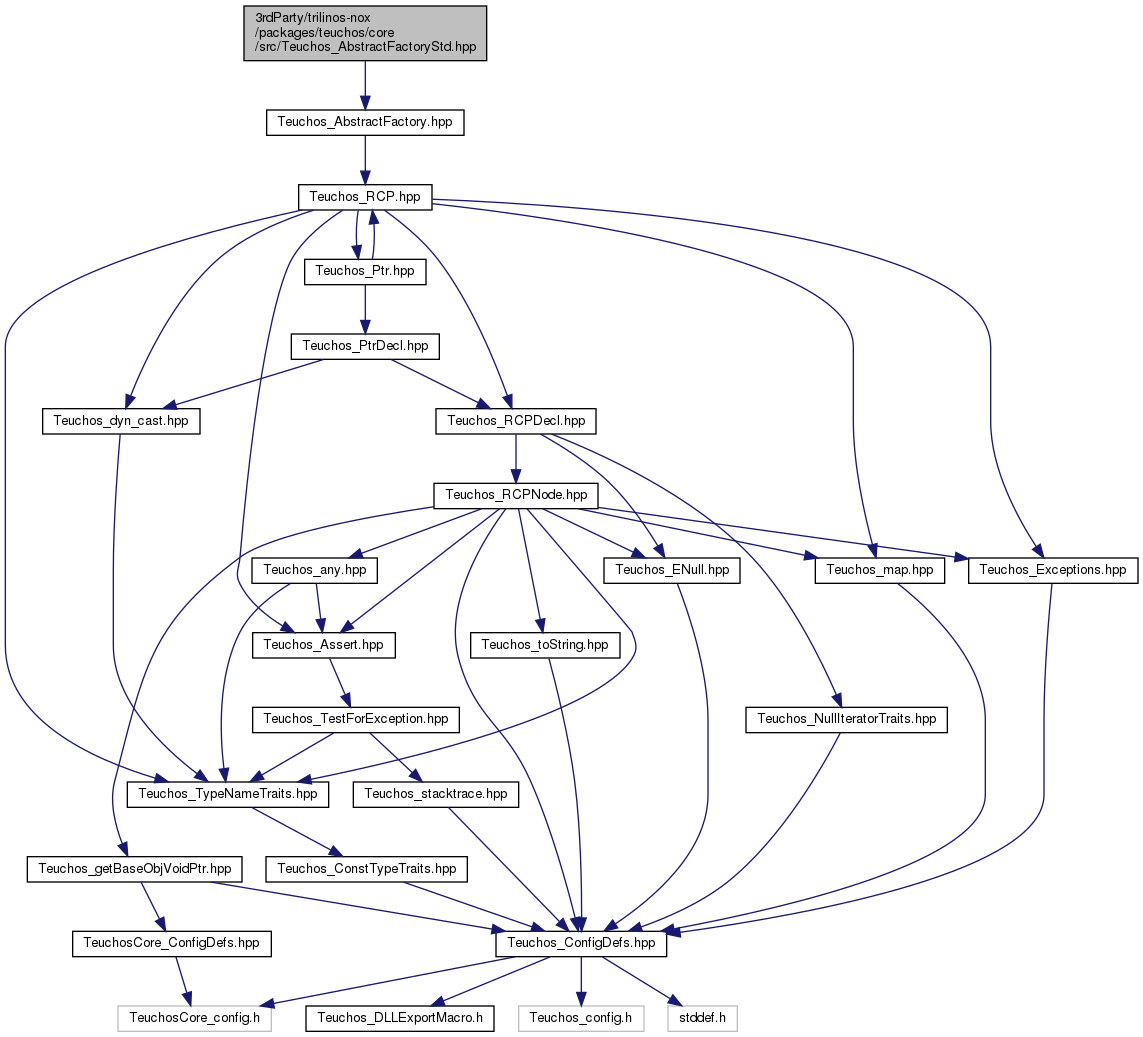 3rdParty/trilinos-nox
/packages/teuchos/core
/src/Teuchos_AbstractFactoryStd.hpp
Teuchos_AbstractFactory.hpp
Teuchos_RCP.hpp
Teuchos_Ptr.hpp
Teuchos_PtrDecl.hpp
Teuchos_dyn_cast.hpp
Teuchos_RCPDecl.hpp
Teuchos_RCPNode.hpp
Teuchos_any.hpp
Teuchos_ENull.hpp
Teuchos_map.hpp
Teuchos_Exceptions.hpp
Teuchos_Assert.hpp
Teuchos_toString.hpp
Teuchos_TestForException.hpp
Teuchos_NullIteratorTraits.hpp
Teuchos_TypeNameTraits.hpp
Teuchos_stacktrace.hpp
Teuchos_getBaseObjVoidPtr.hpp
Teuchos_ConstTypeTraits.hpp
TeuchosCore_ConfigDefs.hpp
Teuchos_ConfigDefs.hpp
TeuchosCore_config.h
Teuchos_DLLExportMacro.h
Teuchos_config.h
stddef.h